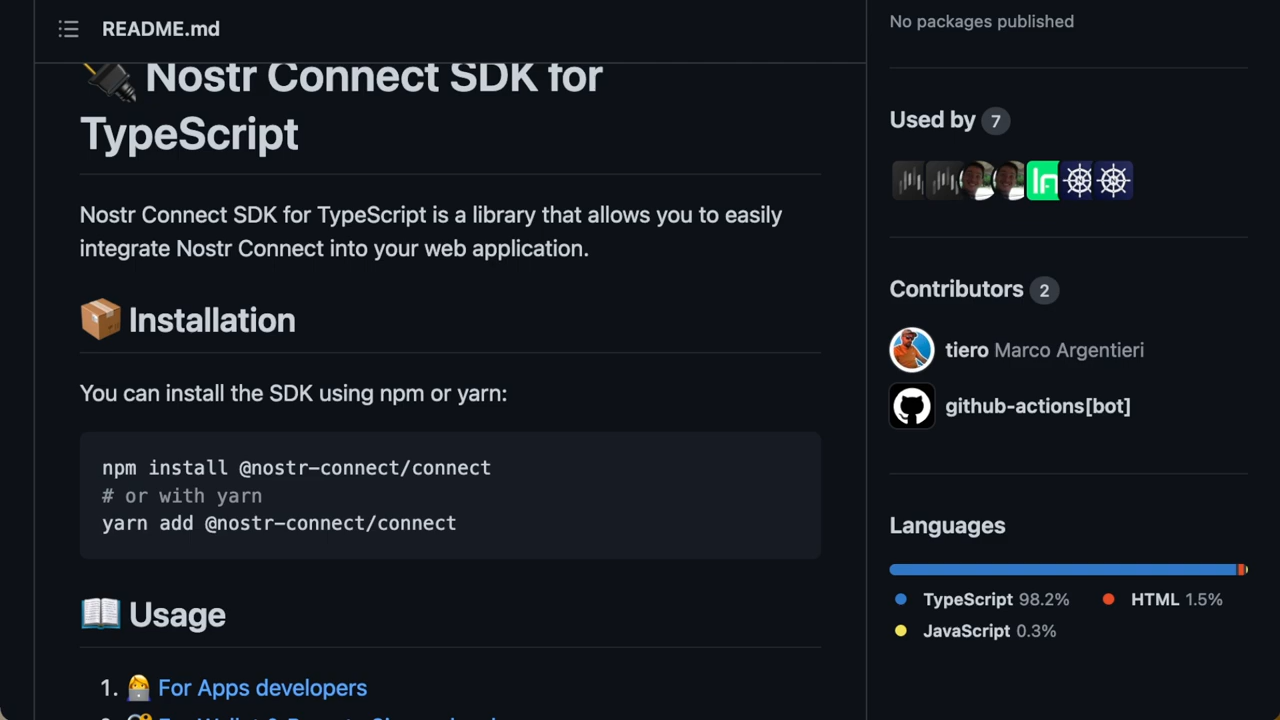 README.md
Nostr Connect SDK for
TypeScript
Nostr Connect SDK for TypeScript is a library that allows you to easily
integrate Nostr Connect into your web application.
Installation
You can install the SDK using npm or yarn:
npm install @nostr-connect/connect
# or with yarn
yarn add @nostr-connect/connect
Usage
1. For Apps developers
No packages published
Used by 7
Contributors 2
tiero Marco Argentieri
github-actions[bot]
Languages
TypeScript 98.2% HTML 1.5%
JavaScript 0.3%